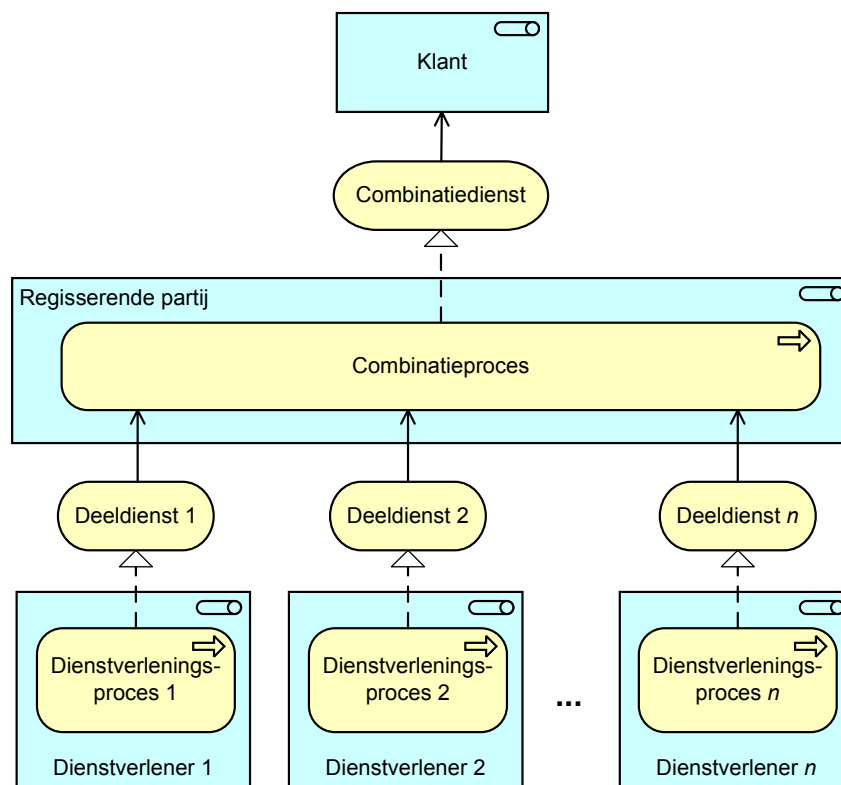 Klant
Combinatiedienst
Regisserende partij
Combinatieproces
Deeldienst 1
Deeldienst 2
Deeldienst n
Dienstverlenings-
proces 1
Dienstverlenings-
proces 2
...
Dienstverlenings-
proces n
Dienstverlener 1
Dienstverlener 2
Dienstverlener n